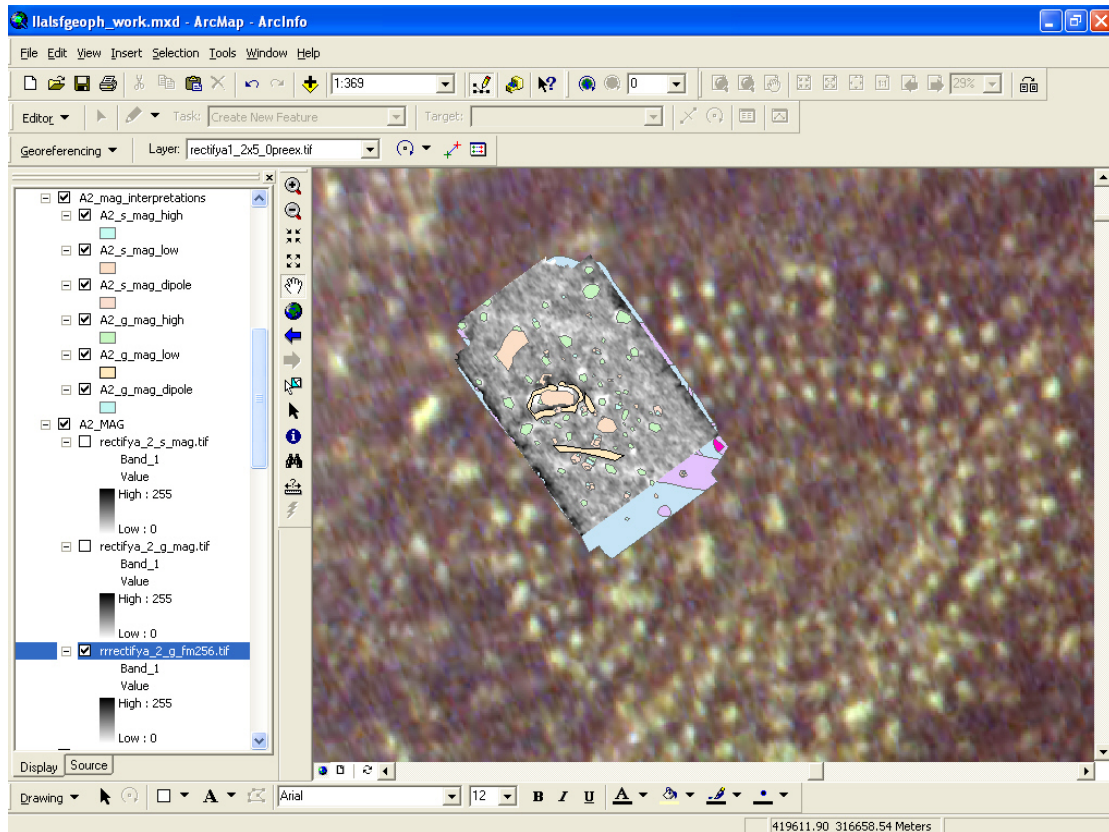 llalsfgeoph_work.mxd - ArcMap - ArcInfo
File Edit View Insert Selection Tools Window Help
1:369 0 29%
Editor Task: Create New Feature Target:
Georeferencing Layer: rectifya1_2x5_0preex.tif
A2_mag_interpretations
A2_s_mag_high
A2_s_mag_low
A2_s_mag_dipole
A2_g_mag_high
A2_g_mag_low
A2_g_mag_dipole
A2_MAG
rectifya_2_s_mag.tif
Band_1
Value
High : 255
Low : 0
rectifya_2_g_mag.tif
Band_1
Value
High : 255
Low : 0
rrrectifya_2_g_fm256.tif
Band_1
Value
High : 255
Low : 0
Display Source
Drawing A Arial 12 B I U A
419611.90 316658.54 Meters